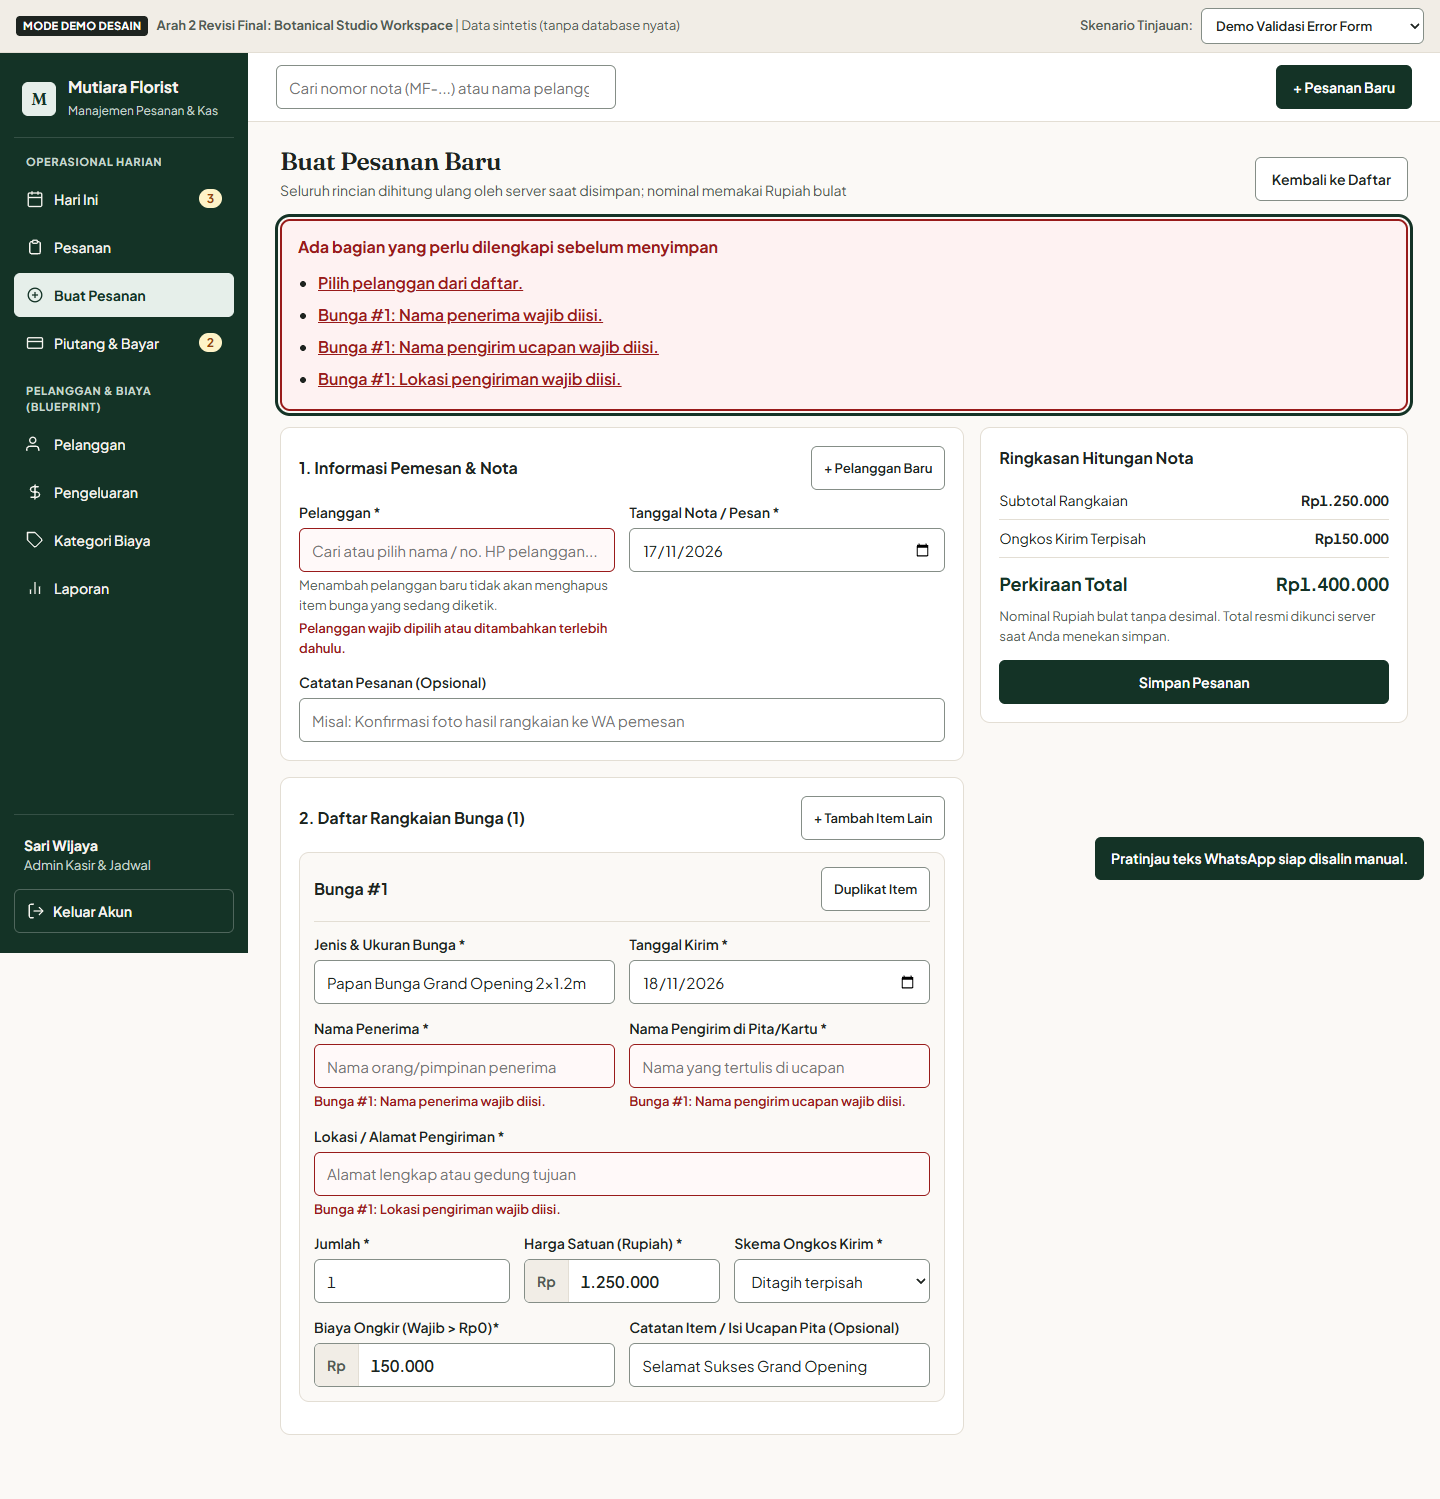 MODE DEMO DESAIN Arah 2 Revisi Final: Botanical Studio Workspace | Data sintetis (tanpa database nyata)
Skenario Tinjauan: Demo Validasi Error Form
M Mutiara Florist
Manajemen Pesanan & Kas
OPERASIONAL HARIAN
Hari Ini 3
Pesanan
Buat Pesanan
Piutang & Bayar 2
PELANGGAN & BIAYA
(BLUEPRINT)
Pelanggan
Pengeluaran
Kategori Biaya
Laporan
Sari Wijaya
Admin Kasir & Jadwal
Keluar Akun
Cari nomor nota (MF-...) atau nama pelangg
+ Pesanan Baru
Buat Pesanan Baru
Seluruh rincian dihitung ulang oleh server saat disimpan; nominal memakai Rupiah bulat
Kembali ke Daftar
Ada bagian yang perlu dilengkapi sebelum menyimpan
Pilih pelanggan dari daftar.
Bunga #1: Nama penerima wajib diisi.
Bunga #1: Nama pengirim ucapan wajib diisi.
Bunga #1: Lokasi pengiriman wajib diisi.
1. Informasi Pemesan & Nota
+ Pelanggan Baru
Pelanggan *
Cari atau pilih nama / no. HP pelanggan...
Menambah pelanggan baru tidak akan menghapus
item bunga yang sedang diketik.
Pelanggan wajib dipilih atau ditambahkan terlebih
dahulu.
Tanggal Nota / Pesan *
17/11/2026
Catatan Pesanan (Opsional)
Misal: Konfirmasi foto hasil rangkaian ke WA pemesan
2. Daftar Rangkaian Bunga (1)
+ Tambah Item Lain
Bunga #1
Duplikat Item
Jenis & Ukuran Bunga *
Papan Bunga Grand Opening 2x1.2m
Tanggal Kirim *
18/11/2026
Nama Penerima *
Nama orang/pimpinan penerima
Bunga #1: Nama penerima wajib diisi.
Nama Pengirim di Pita/Kartu *
Nama yang tertulis di ucapan
Bunga #1: Nama pengirim ucapan wajib diisi.
Lokasi / Alamat Pengiriman *
Alamat lengkap atau gedung tujuan
Bunga #1: Lokasi pengiriman wajib diisi.
Jumlah *
1
Harga Satuan (Rupiah) *
Rp 1.250.000
Skema Ongkos Kirim *
Ditagih terpisah
Biaya Ongkir (Wajib > Rp0)*
Rp 150.000
Catatan Item / Isi Ucapan Pita (Opsional)
Selamat Sukses Grand Opening
Ringkasan Hitungan Nota
Subtotal Rangkaian Rp1.250.000
Ongkos Kirim Terpisah Rp150.000
Perkiraan Total Rp1.400.000
Nominal Rupiah bulat tanpa desimal. Total resmi dikunci server
saat Anda menekan simpan.
Simpan Pesanan
Pratinjau teks WhatsApp siap disalin manual.